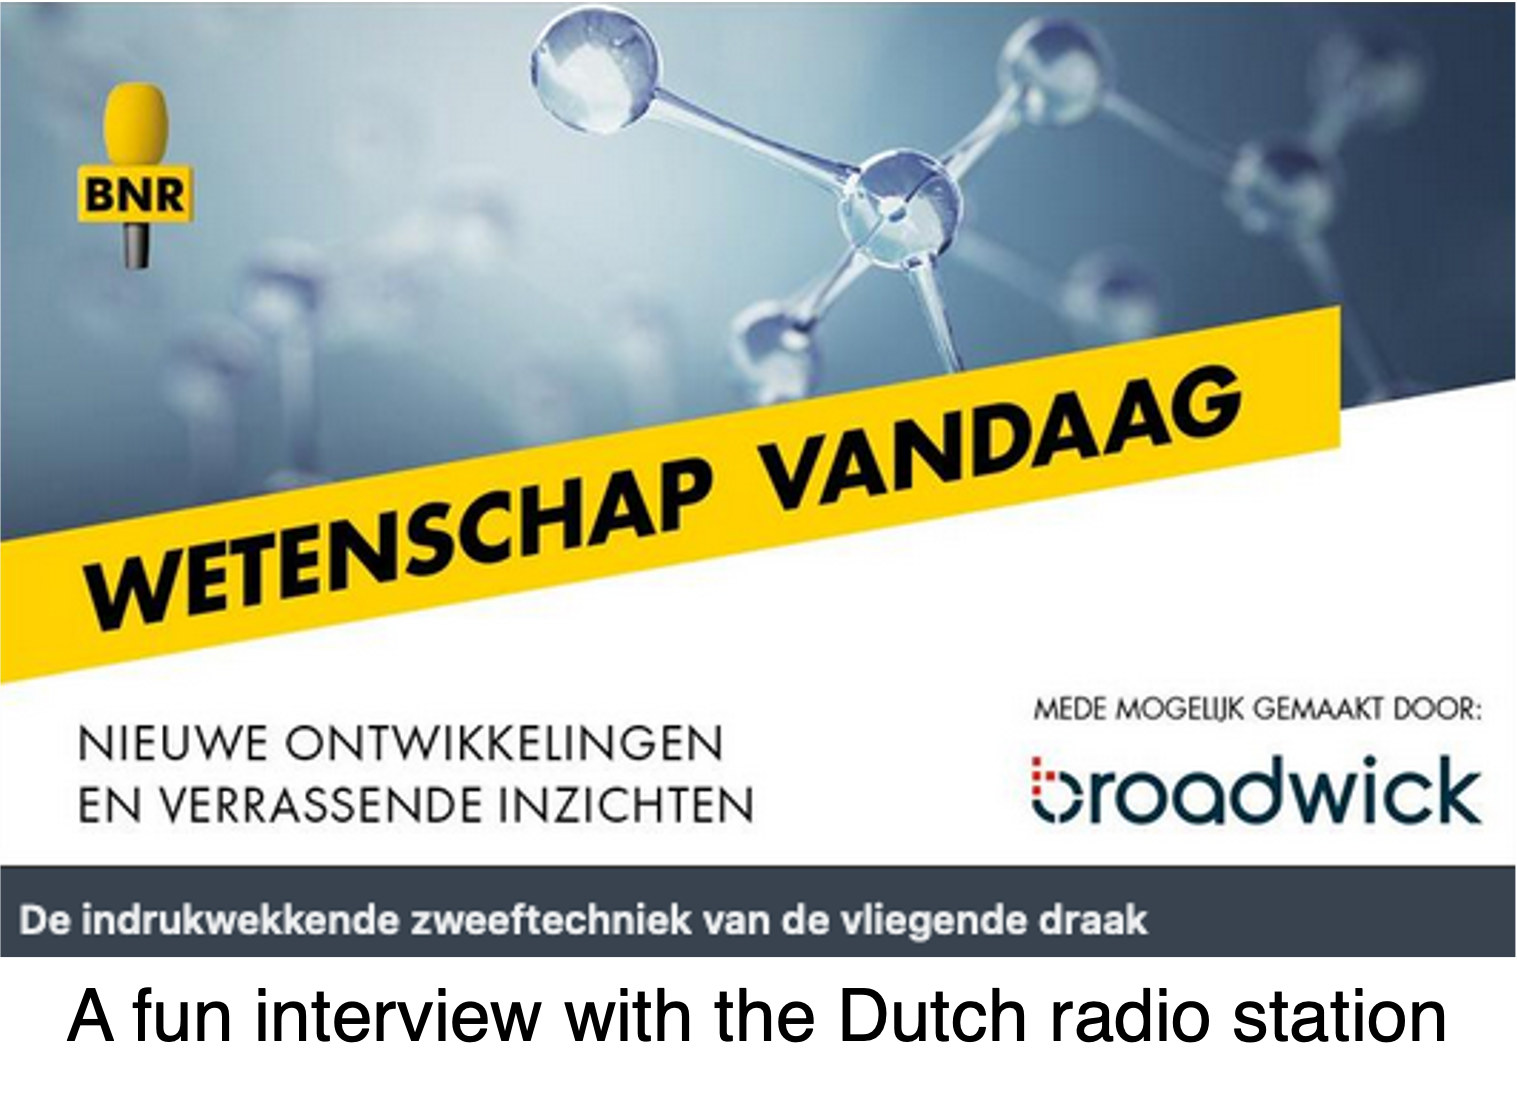 BNR
WETENSCHAP VANDAAG
NIEUWE ONTWIKKELINGEN
EN VERRASSENDE INZICHTEN
MEDE MOGELIJK GEMAAKT DOOR:
broadwick
De indrukwekkende zweeftechniek van de vliegende draak
A fun interview with the Dutch radio station